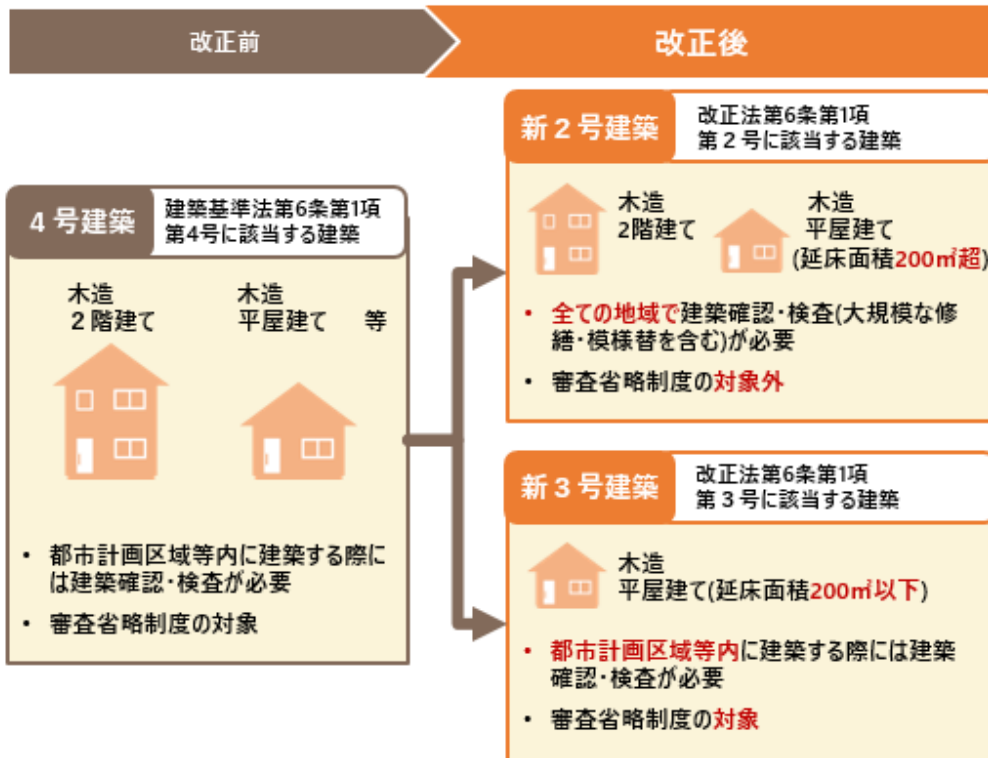 改正前
改正後
4号建築
建築基準法第6条第1項
第4号に該当する建築
木造
2階建て
木造
平屋建て 等
• 都市計画区域等内に建築する際に
は建築確認・検査が必要
• 審査省略制度の対象
新2号建築
改正法第6条第1項
第2号に該当する建築
木造
2階建て
木造
平屋建て
(延床面積200㎡超)
• 全ての地域で建築確認・検査(大規模な修
繕・模様替を含む)が必要
• 審査省略制度の対象外
新3号建築
改正法第6条第1項
第3号に該当する建築
木造
平屋建て(延床面積200㎡以下)
• 都市計画区域等内に建築する際には建築
確認・検査が必要
• 審査省略制度の対象